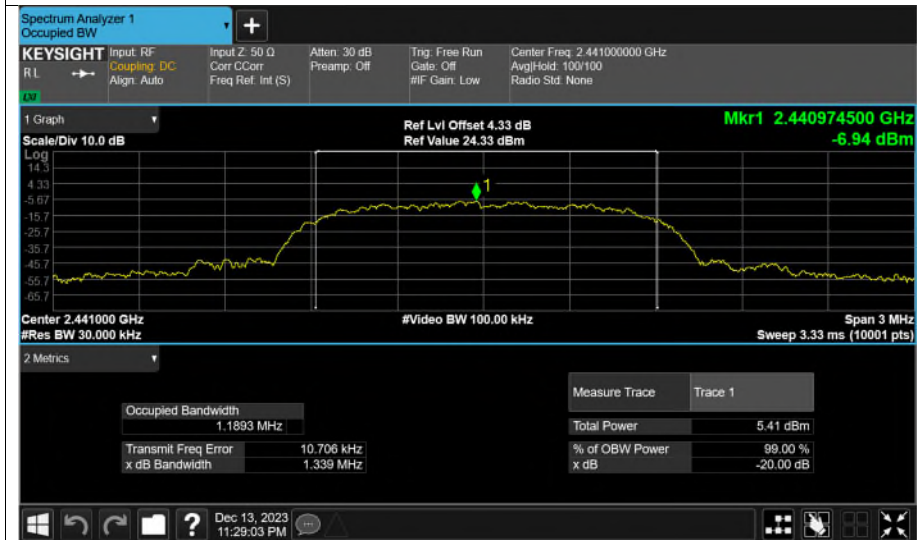 Spectrum Analyzer 1
Occupied BW
KEYSIGHT
RL
LXI
Input: RF
Coupling: DC
Align: Auto
Input Z: 50 Ω
Corr CCorr
Freq Ref: Int (S)
Atten: 30 dB
Preamp: Off
Trig: Free Run
Gate: Off
#IF Gain: Low
Center Freq: 2.441000000 GHz
Avg|Hold: 100/100
Radio Std: None
1 Graph
Scale/Div 10.0 dB
Ref Lvl Offset 4.33 dB
Ref Value 24.33 dBm
Mkr1 2.440974500 GHz
-6.94 dBm
Log
14.3
4.33
-5.67
-15.7
-25.7
-35.7
-45.7
-55.7
-65.7
1
Center 2.441000 GHz
#Res BW 30.000 kHz
#Video BW 100.00 kHz
Span 3 MHz
Sweep 3.33 ms (10001 pts)
2 Metrics
Occupied Bandwidth
1.1893 MHz
Transmit Freq Error 10.706 kHz
x dB Bandwidth 1.339 MHz
Measure Trace Trace 1
Total Power 5.41 dBm
% of OBW Power 99.00 %
x dB -20.00 dB
?
Dec 13, 2023
11:29:03 PM